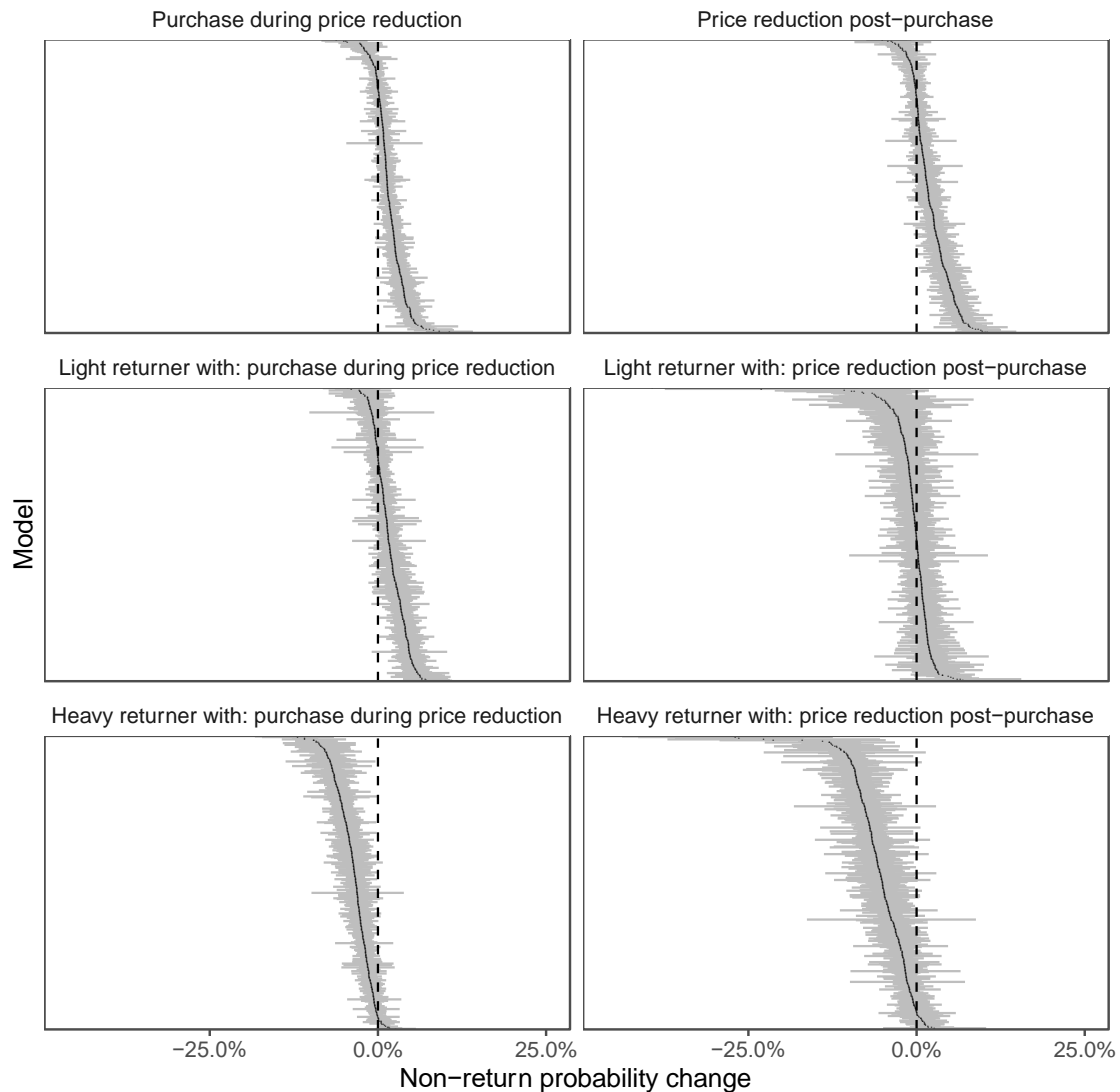 Purchase during price reduction
Price reduction post−purchase
Light returner with: purchase during price reduction
Light returner with: price reduction post−purchase
Model
Heavy returner with: purchase during price reduction
Heavy returner with: price reduction post−purchase
−25.0% 0.0% 25.0% −25.0% 0.0% 25.0%
Non−return probability change